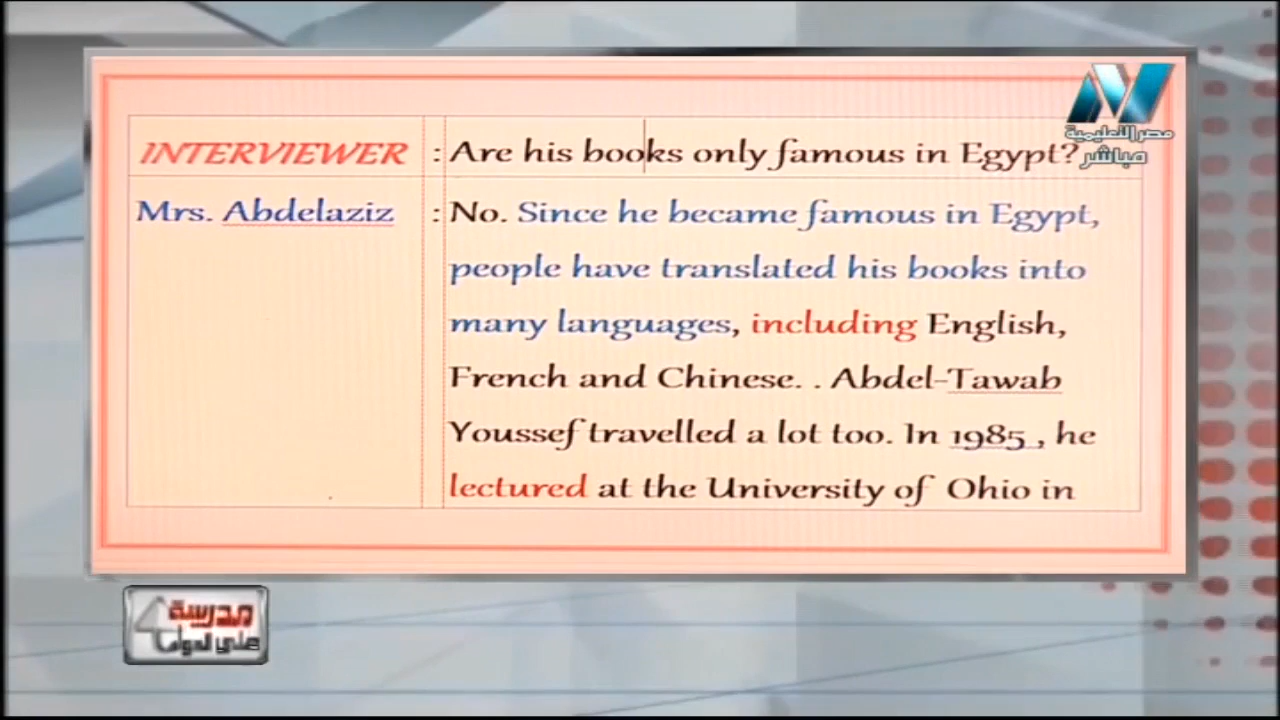 مصر التعليمية
مباشر
INTERVIEWER : Are his books only famous in Egypt?
Mrs. Abdelaziz : No. Since he became famous in Egypt,
people have translated his books into
many languages, including English,
French and Chinese. . Abdel-Tawab
Youssef travelled a lot too. In 1985 , he
lectured at the University of Ohio in
مدرسة
على الهواء